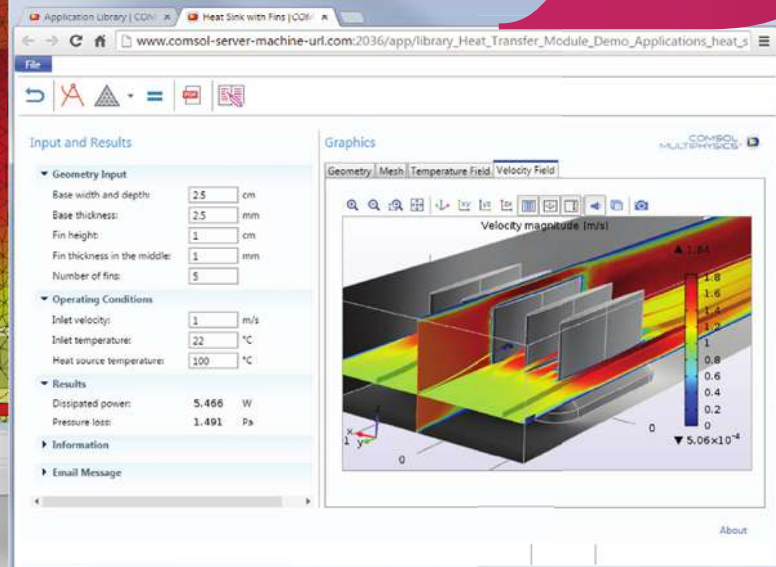 Application Library | COM
Heat Sink with Fins | COM
www.comsol-server-machine-url.com:2036/app/library_Heat_Transfer_Module_Demo_Applications_heat_s
File
PDF
Input and Results
Geometry Input
Base width and depth: 2.5 cm
Base thickness: 2.5 mm
Fin height: 1 cm
Fin thickness in the middle: 1 mm
Number of fins: 5
Operating Conditions
Inlet velocity: 1 m/s
Inlet temperature: 22 °C
Heat source temperature: 100 °C
Results
Dissipated power: 5.466 W
Pressure loss: 1.491 Pa
Information
Email Message
Graphics
COMSOL
MULTIPHYSICS®
Geometry Mesh Temperature Field Velocity Field
xy yz zx
Velocity magnitude [m/s]
▲ 1.84
1.8
1.6
1.4
1.2
1
0.8
0.6
0.4
0.2
0
▼ 5.06×10⁻⁴
z
x
1 y
0
0
About